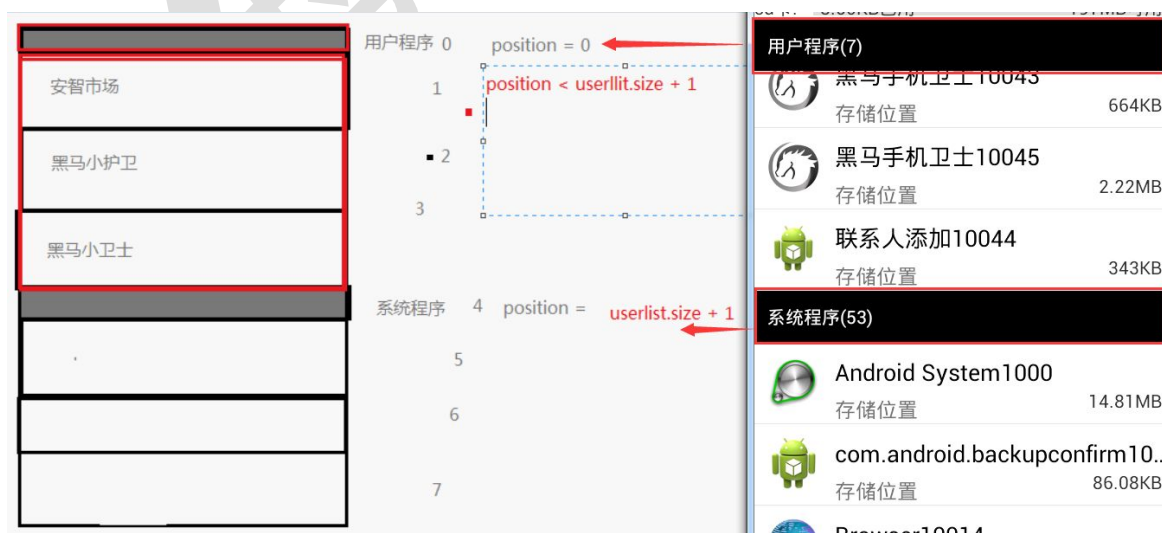 用户程序 0
position = 0
安智市场
1
position < userllit.size + 1
黑马小护卫
2
3
黑马小卫士
系统程序 4 position = userlist.size + 1
5
6
7
用户程序(7)
黑马手机卫士10043
存储位置
664KB
黑马手机卫士10045
存储位置
2.22MB
联系人添加10044
存储位置
343KB
系统程序(53)
Android System1000
存储位置
14.81MB
com.android.backupconfirm10..
存储位置
86.08KB